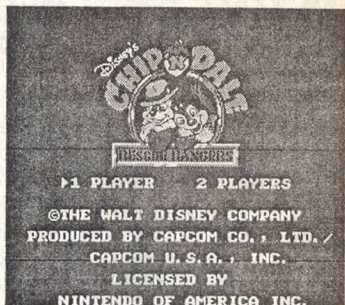 Disney's
CHIP 'N DALE
RESCUE RANGERS
▶1 PLAYER 2 PLAYERS
©THE WALT DISNEY COMPANY
PRODUCED BY CAPCOM CO., LTD./
CAPCOM U.S.A., INC.
LICENSED BY
NINTENDO OF AMERICA INC.